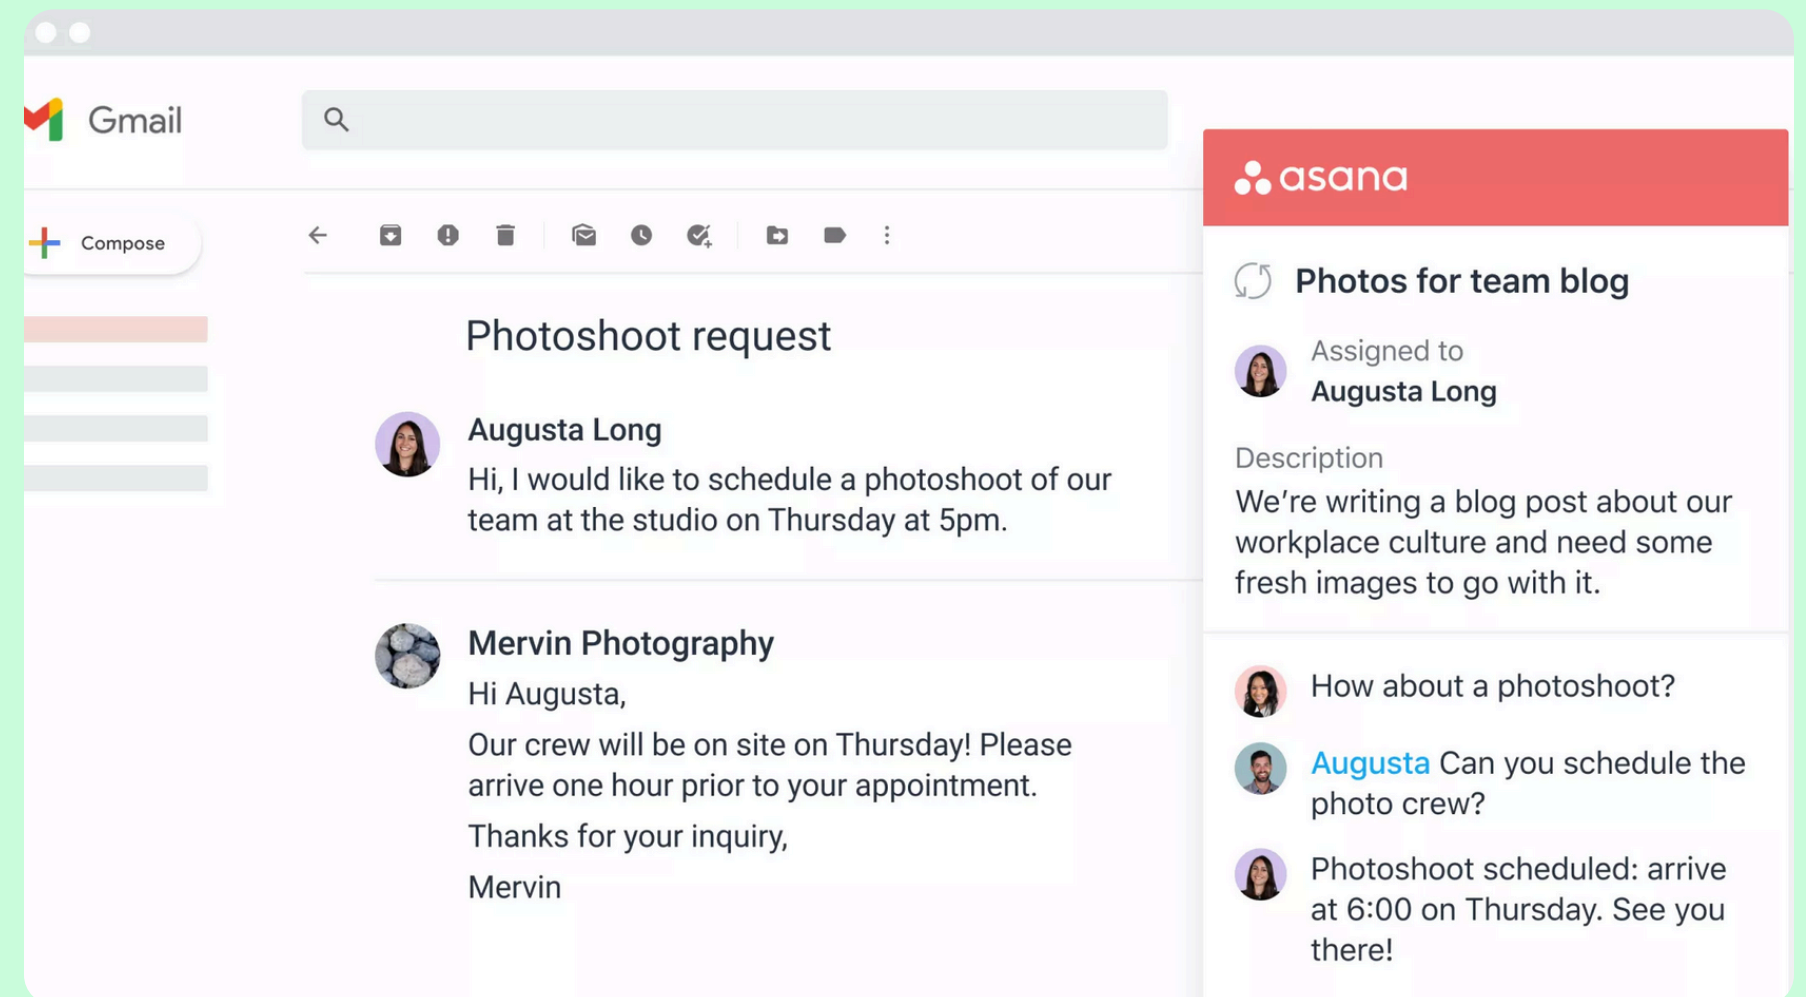 Gmail
Compose
Photoshoot request
Augusta Long
Hi, I would like to schedule a photoshoot of our
team at the studio on Thursday at 5pm.
Mervin Photography
Hi Augusta,
Our crew will be on site on Thursday! Please
arrive one hour prior to your appointment.
Thanks for your inquiry,
Mervin
asana
Photos for team blog
Assigned to
Augusta Long
Description
We’re writing a blog post about our
workplace culture and need some
fresh images to go with it.
How about a photoshoot?
Augusta Can you schedule the
photo crew?
Photoshoot scheduled: arrive
at 6:00 on Thursday. See you
there!